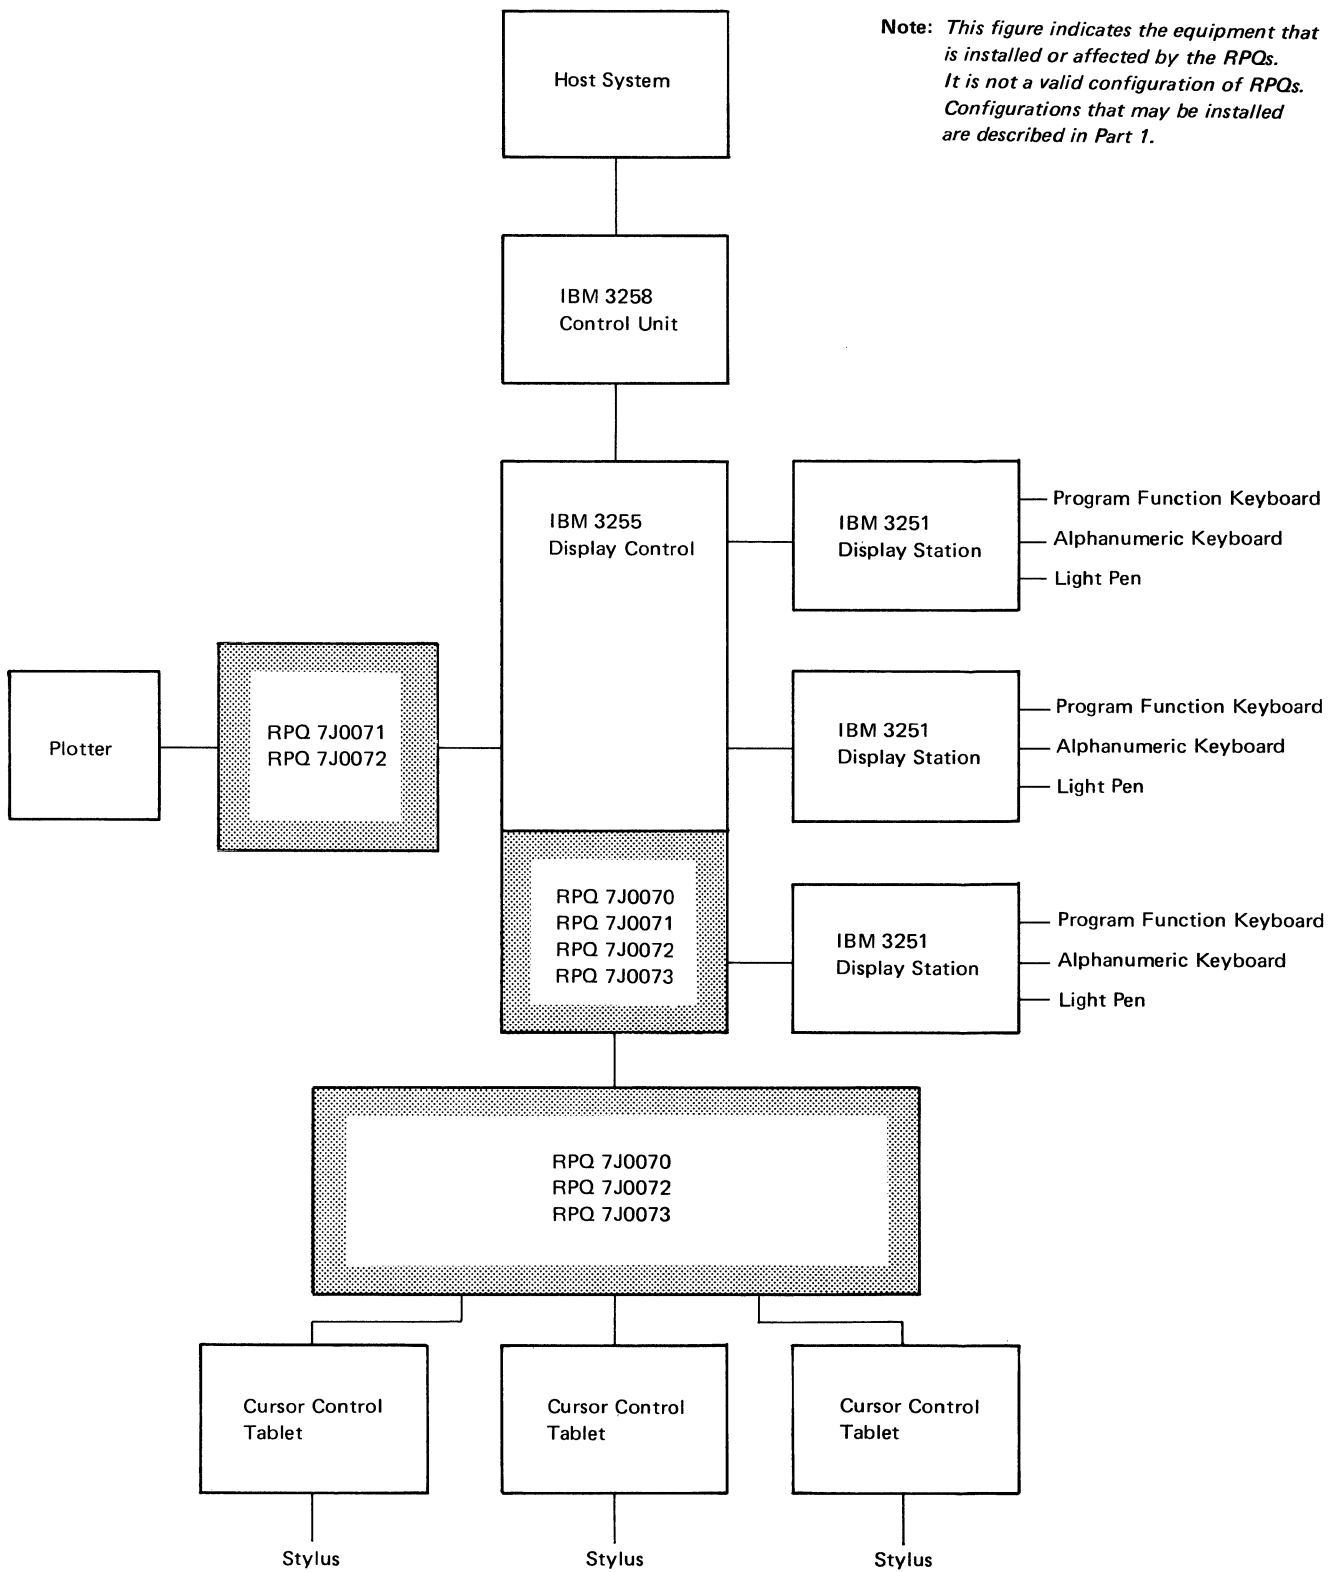 Note: This figure indicates the equipment that
is installed or affected by the RPQs.
It is not a valid configuration of RPQs.
Configurations that may be installed
are described in Part 1.
Host System
IBM 3258
Control Unit
IBM 3255
Display Control
IBM 3251
Display Station
Program Function Keyboard
Alphanumeric Keyboard
Light Pen
Plotter
RPQ 7J0071
RPQ 7J0072
IBM 3251
Display Station
Program Function Keyboard
Alphanumeric Keyboard
Light Pen
RPQ 7J0070
RPQ 7J0071
RPQ 7J0072
RPQ 7J0073
IBM 3251
Display Station
Program Function Keyboard
Alphanumeric Keyboard
Light Pen
RPQ 7J0070
RPQ 7J0072
RPQ 7J0073
Cursor Control
Tablet
Cursor Control
Tablet
Cursor Control
Tablet
Stylus
Stylus
Stylus